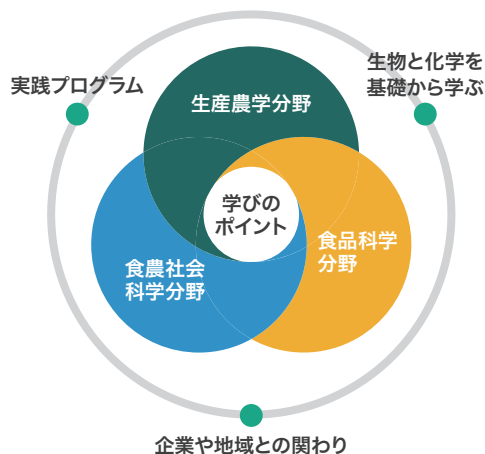 実践プログラム
生物と化学を
基礎から学ぶ
生産農学分野
学びの
ポイント
食品科学
分野
食農社会
科学分野
企業や地域との関わり